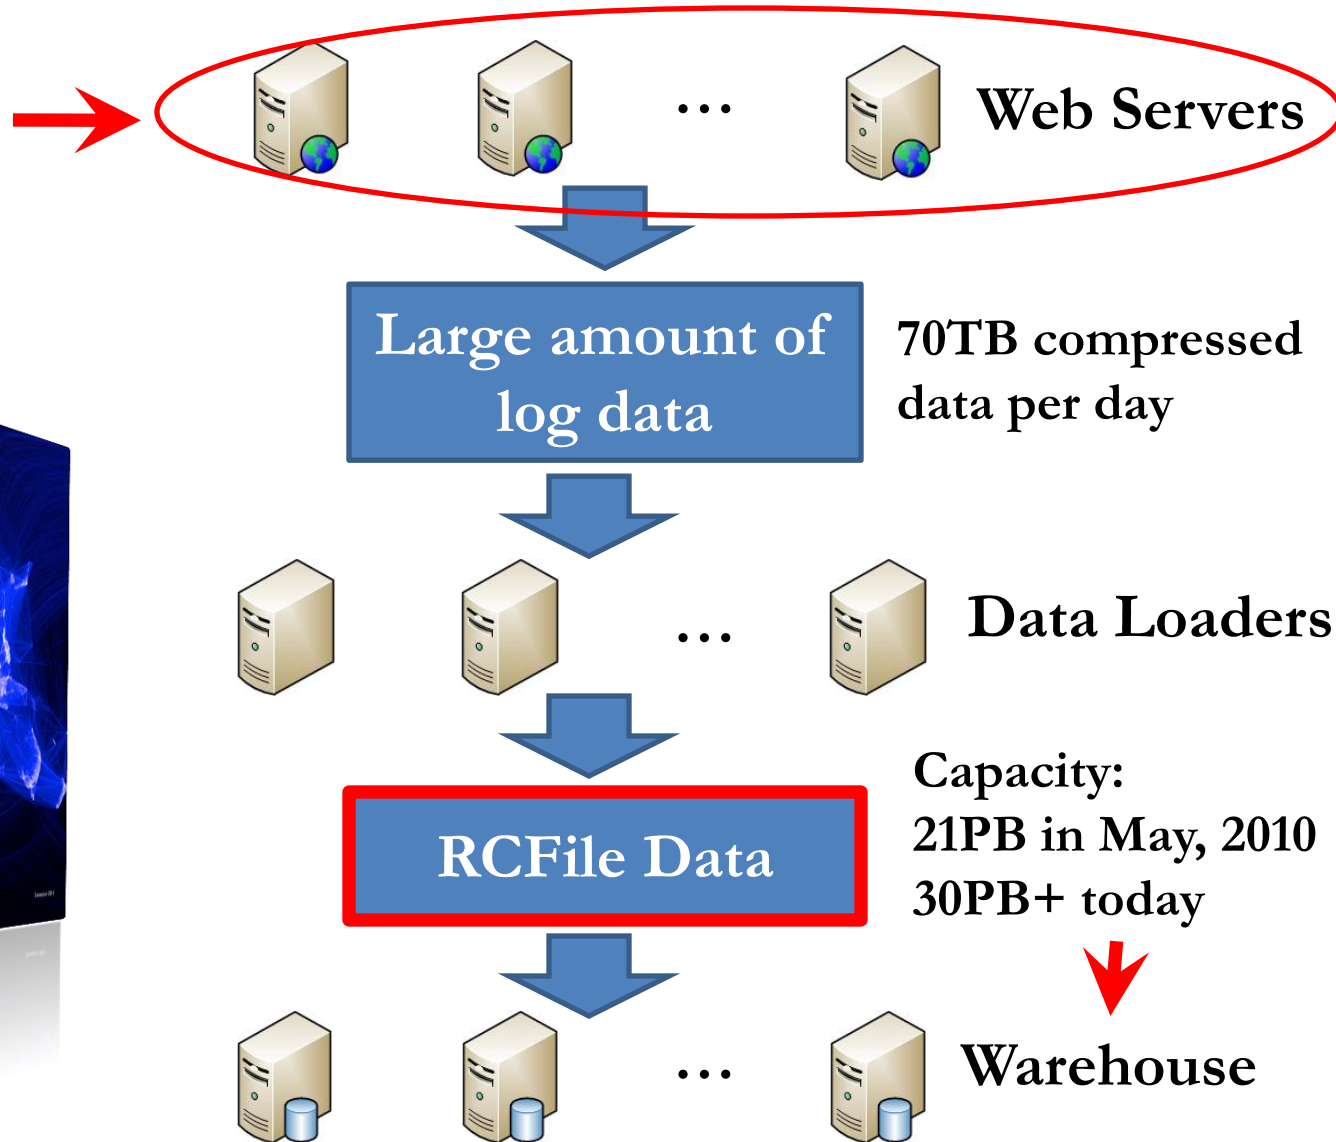 … Web Servers
Large amount of
log data
70TB compressed
data per day
… Data Loaders
RCFile Data
Capacity:
21PB in May, 2010
30PB+ today
… Warehouse